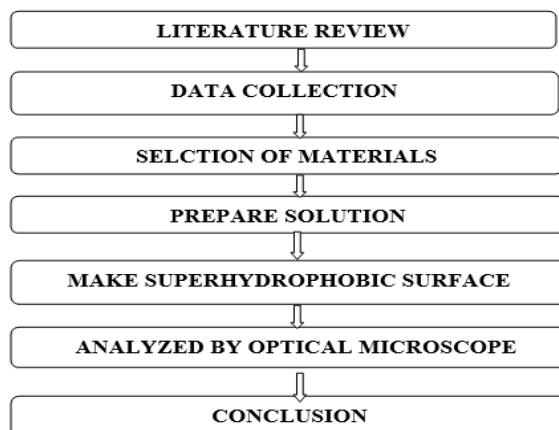 LITERATURE REVIEW
DATA COLLECTION
SELCTION OF MATERIALS
PREPARE SOLUTION
MAKE SUPERHYDROPHOBIC SURFACE
ANALYZED BY OPTICAL MICROSCOPE
CONCLUSION